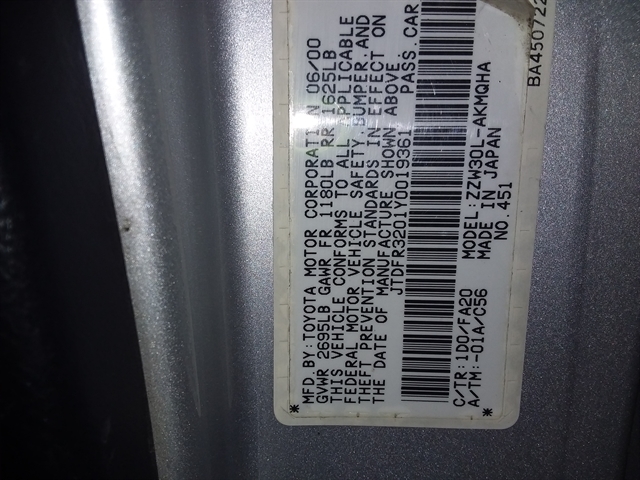 MFD BY:TOYOTA MOTOR CORPORATION 06/00
GVWR 2695LB GAWR FR 1180LB RR 1625LB
THIS VEHICLE CONFORMS TO ALL APPLICABLE
FEDERAL MOTOR VEHICLE SAFETY, BUMPER, AND
THEFT PREVENTION STANDARDS IN EFFECT ON
THE DATE OF MANUFACTURE SHOWN ABOVE.
JTDFR3201Y0019361 PASS.CAR
C/TR:1D0/FA20 MODEL:ZZW30L-AKMQHA
A/TM:-01A/C56 MADE IN JAPAN
NO.451
BA450722